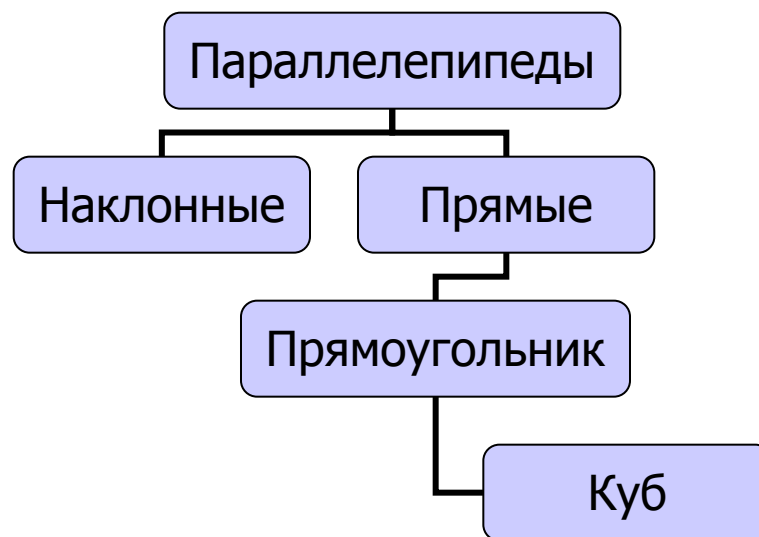 Параллелепипеды
Наклонные
Прямые
Прямоугольник
Куб